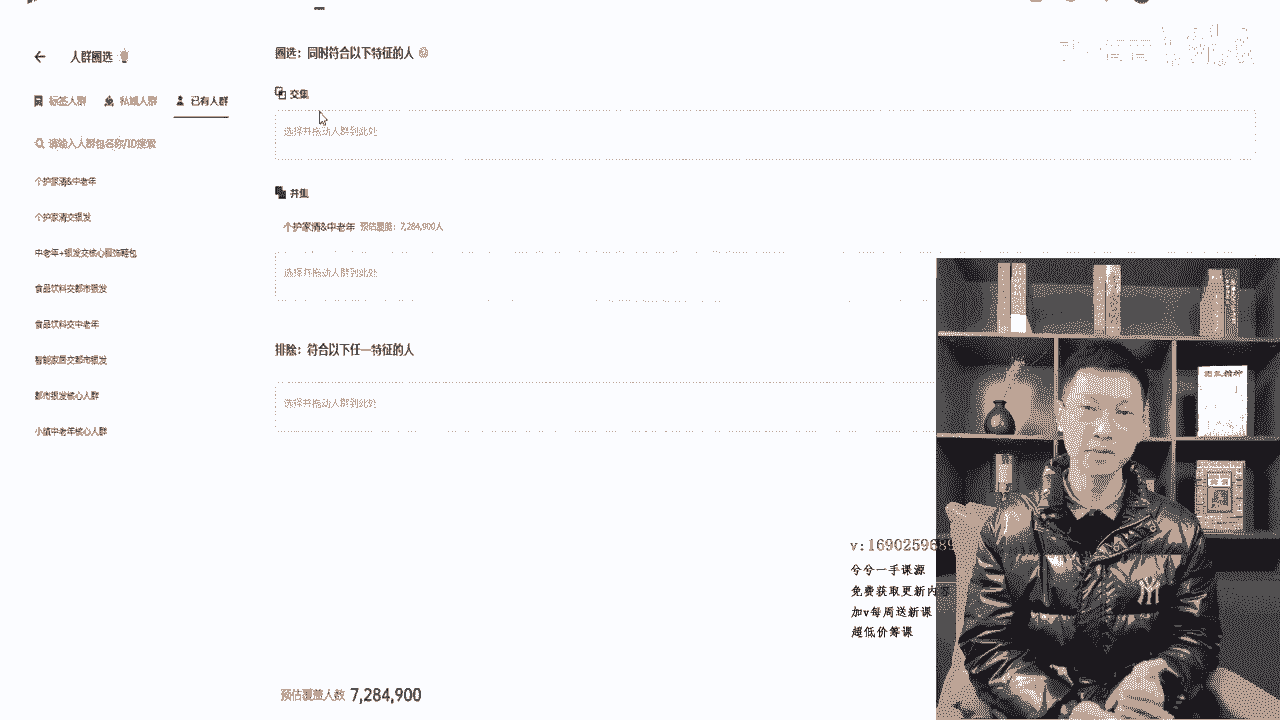 人群圈选
圈选：同时符合以下特征的人
标签人群 私域人群 已有人群
交集
选择并拖动人群到此处
请输入人群包名称/ID搜索
个护家清&中老年
个护家清交银发
中老年+银发交核心服饰鞋包
食品饮料交都市银发
食品饮料交中老年
智能家居交都市银发
都市银发核心人群
小镇中老年核心人群
并集
个护家清&中老年 预估覆盖：7,284,900人
选择并拖动人群到此处
排除：符合以下任一特征的人
选择并拖动人群到此处
v:169025968
兮兮一手课源
免费获取更新内
加v每周送新课
超低价筹课
预估覆盖人数 7,284,900